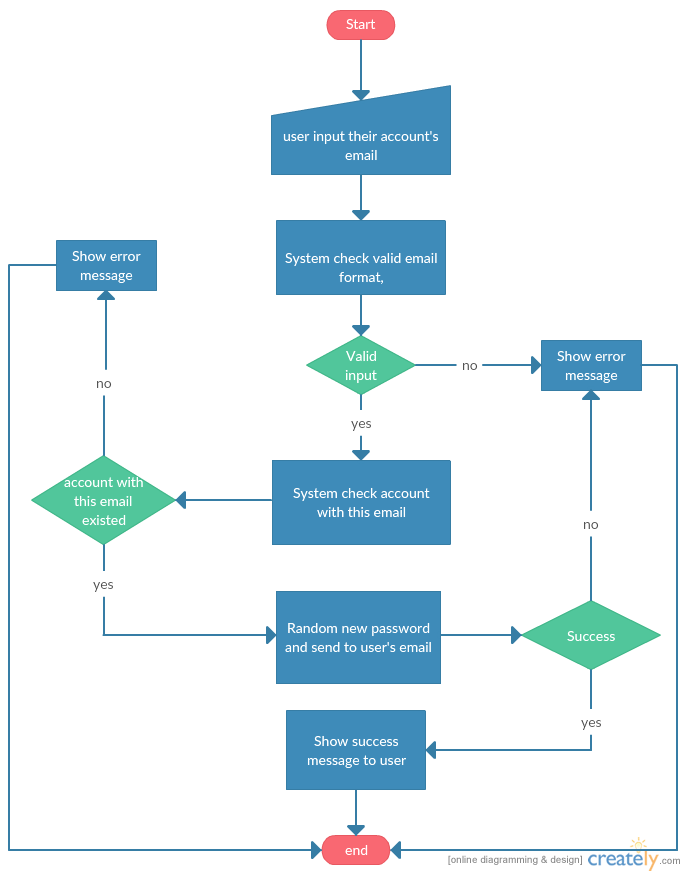 Start
user input their account's
email
System check valid email
format,
Show error
message
Valid
input
no
Show error
message
no
yes
account with
this email
existed
System check account
with this email
no
yes
Random new password
and send to user's email
Success
yes
Show success
message to user
end
[online diagramming & design] creately.com